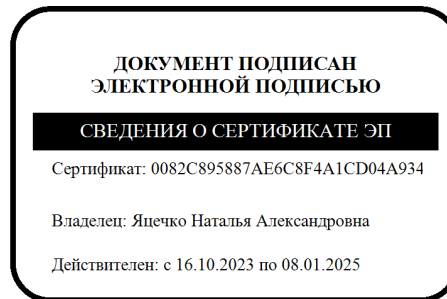 ДОКУМЕНТ ПОДПИСАН
ЭЛЕКТРОННОЙ ПОДПИСЬЮ
СВЕДЕНИЯ О СЕРТИФИКАТЕ ЭП
Сертификат: 0082C895887AE6C8F4A1CD04A934
Владелец: Яцечко Наталья Александровна
Действителен: с 16.10.2023 по 08.01.2025